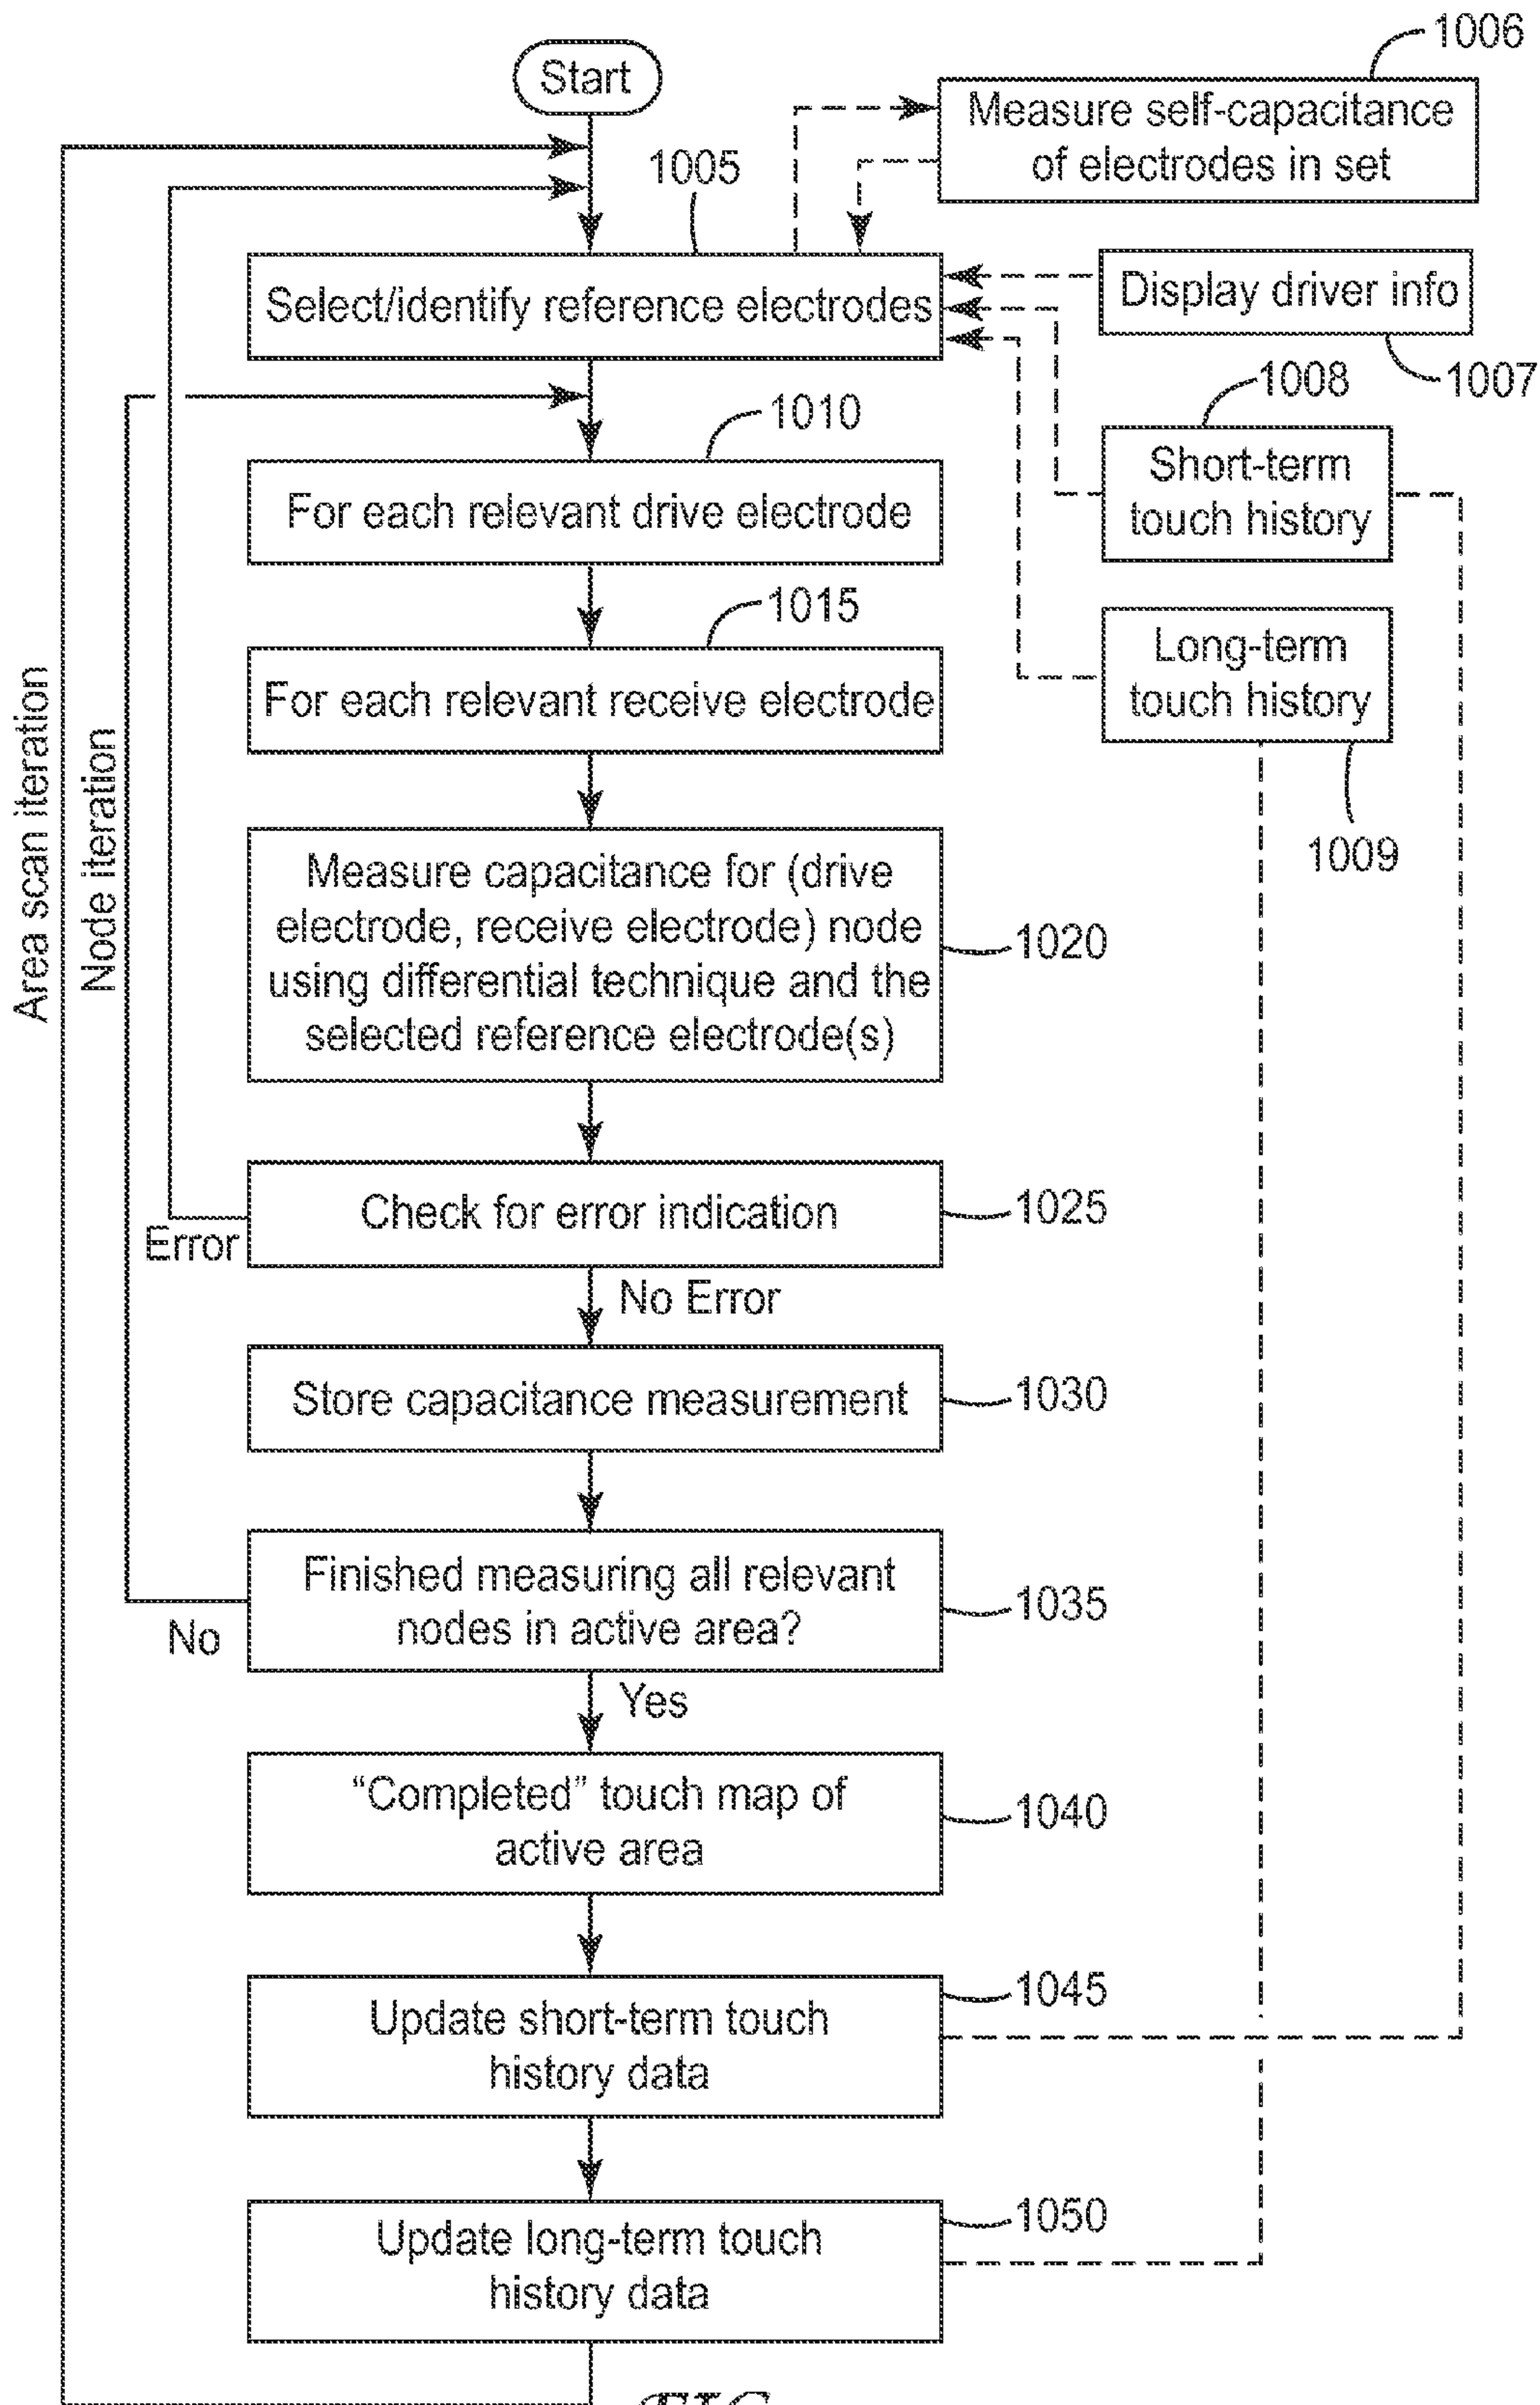 1006
Start
Measure self-capacitance
of electrodes in set
1005
Select/identify reference electrodes
Display driver info
1007
1008
1010
Short-term
touch history
For each relevant drive electrode
1015
Long-term
touch history
For each relevant receive electrode
1009
Area scan iteration
Node iteration
Measure capacitance for (drive
electrode, receive electrode) node
using differential technique and the
selected reference electrode(s)
1020
Check for error indication
1025
Error
No Error
Store capacitance measurement
1030
Finished measuring all relevant
nodes in active area?
1035
No
Yes
“Completed” touch map of
active area
1040
Update short-term touch
history data
1045
Update long-term touch
history data
1050